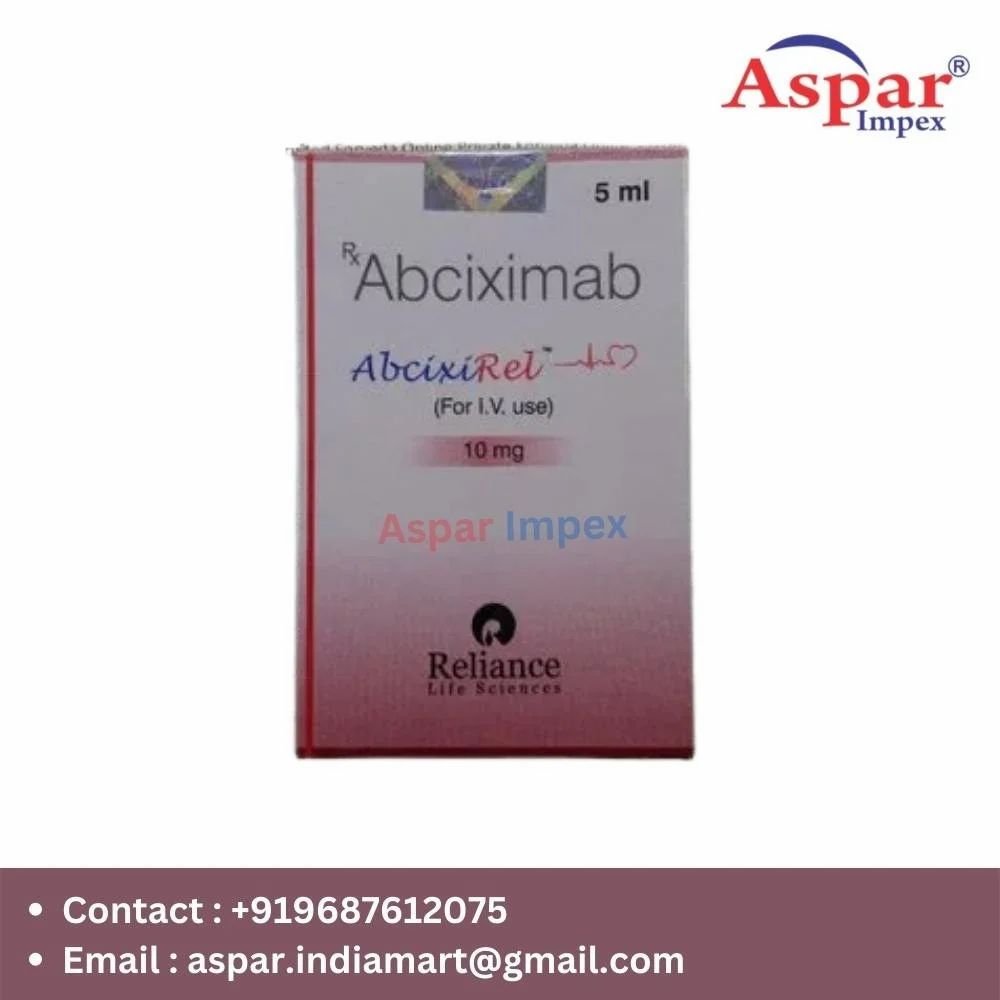 Aspar®
Impex
5 ml
Rx Abciximab
AbcixiRel™
(For I.V. use)
10 mg
Aspar Impex
Reliance
Life Sciences
• Contact : +919687612075
• Email : aspar.indiamart@gmail.com